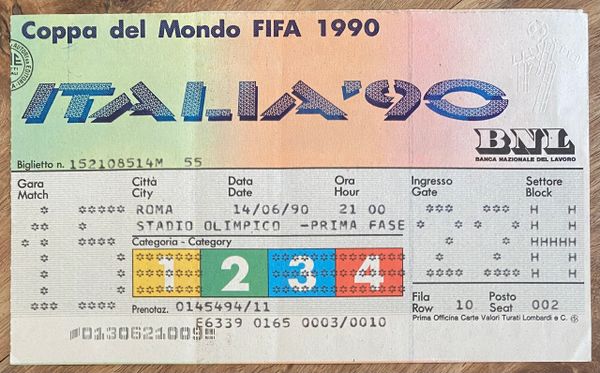 Coppa del Mondo FIFA 1990
ITALIA '90
BNL
BANCA NAZIONALE DEL LAVORO
Biglietto n. 152108514M 55
Gara Città Data Ora Ingresso Settore
Match City Date Hour Gate Block
ROMA 14/06/90 21 00
STADIO OLIMPICO -PRIMA FASE
Categoria - Category
1 2 3 4
H
Prenotaz. 0145494/11
Fila Posto
Row 10 Seat 002
E6339 0165 0003/0010
Prima Officina Carte Valori Turati Lombardi e C.